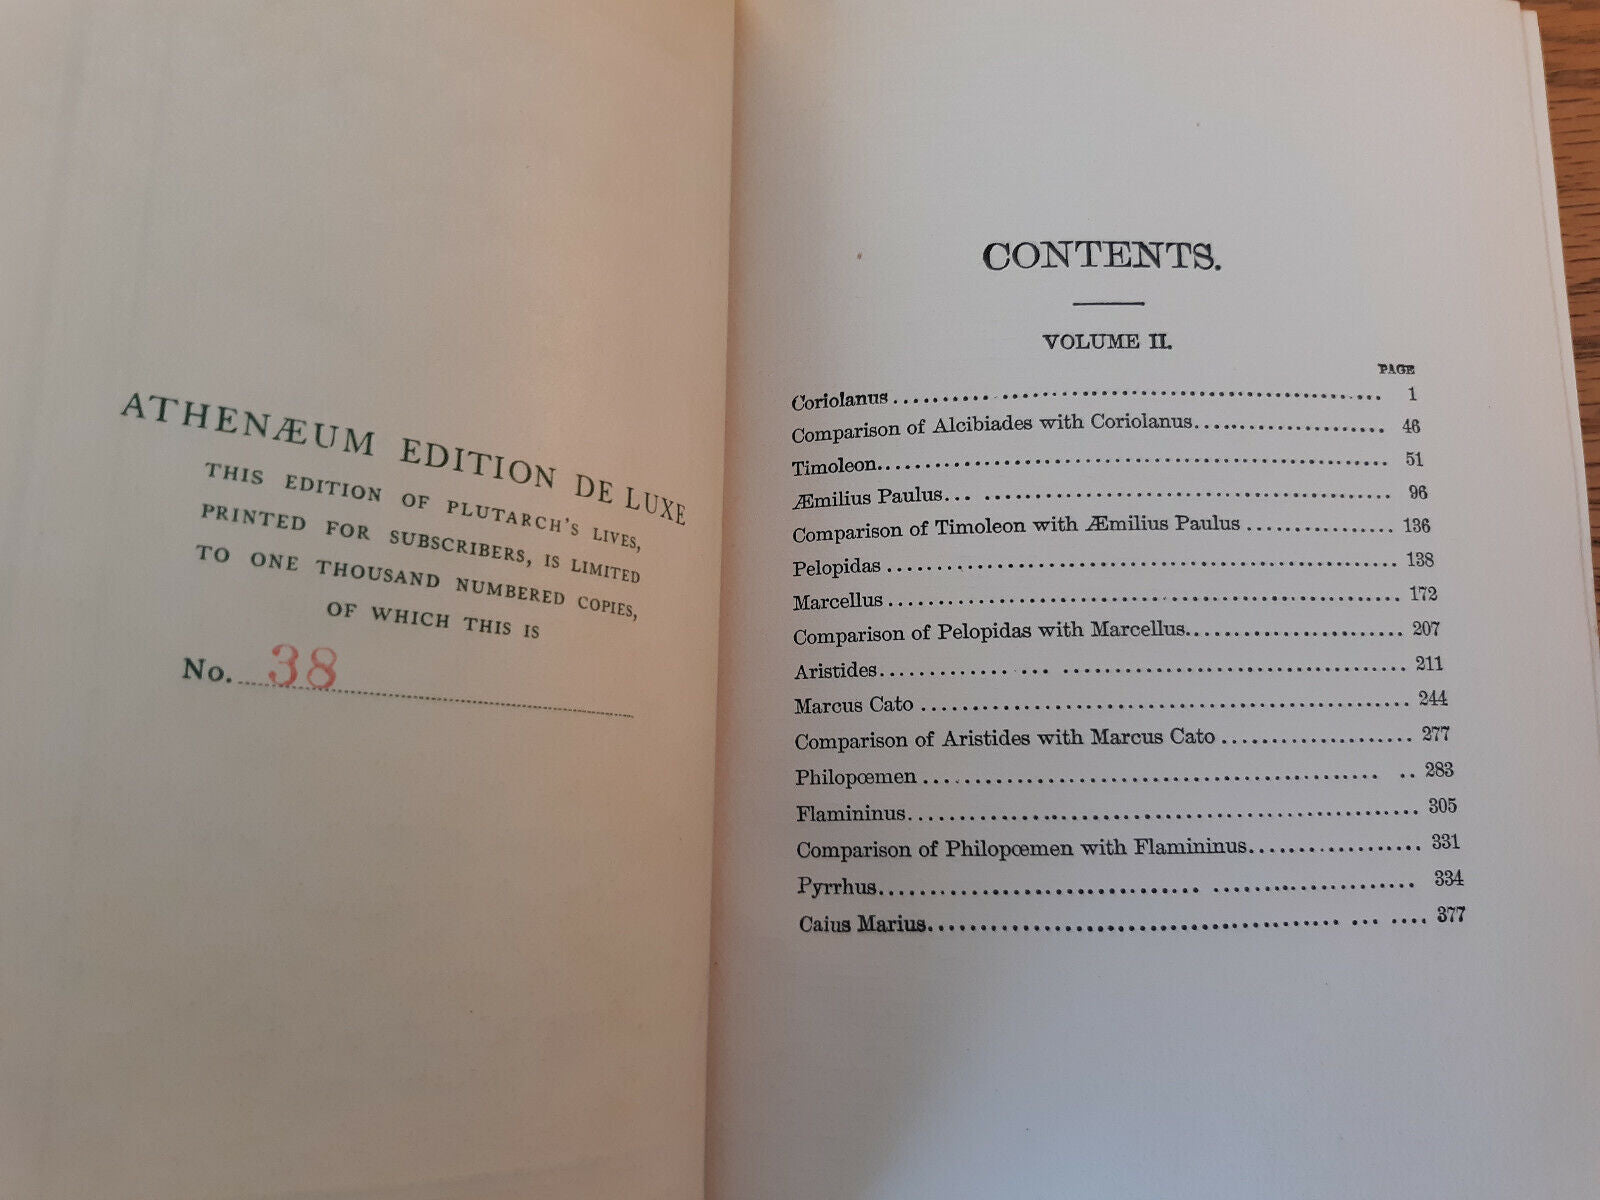 ATHENÆUM EDITION DE LUXE
THIS EDITION OF PLUTARCH'S LIVES,
PRINTED FOR SUBSCRIBERS, IS LIMITED
TO ONE THOUSAND NUMBERED COPIES,
OF WHICH THIS IS
No. 38
CONTENTS.
VOLUME II.
PAGE
Coriolanus 1
Comparison of Alcibiades with Coriolanus 46
Timoleon 51
Æmilius Paulus 96
Comparison of Timoleon with Æmilius Paulus 136
Pelopidas 138
Marcellus 172
Comparison of Pelopidas with Marcellus 207
Aristides 211
Marcus Cato 244
Comparison of Aristides with Marcus Cato 277
Philopœmen 283
Flamininus 305
Comparison of Philopœmen with Flamininus 331
Pyrrhus 334
Caius Marius 377